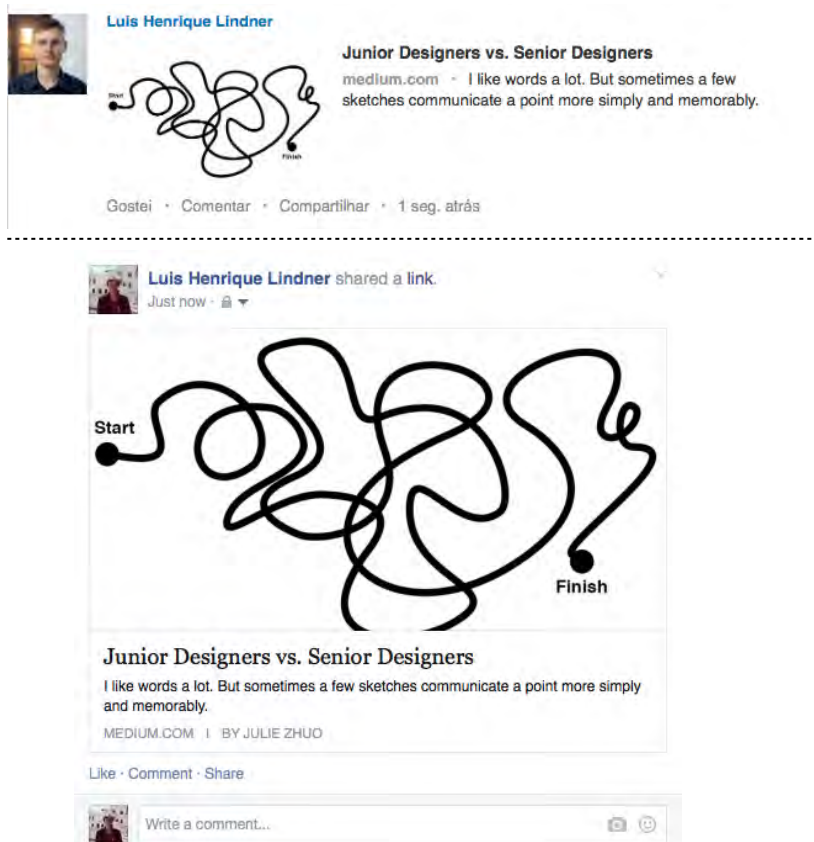 Luis Henrique Lindner
Start
Finish
Junior Designers vs. Senior Designers
medium.com · I like words a lot. But sometimes a few
sketches communicate a point more simply and memorably.
Gostei · Comentar · Compartilhar · 1 seg. atrás
Luis Henrique Lindner shared a link.
Just now ·
Start
Finish
Junior Designers vs. Senior Designers
I like words a lot. But sometimes a few sketches communicate a point more simply
and memorably.
MEDIUM.COM | BY JULIE ZHUO
Like · Comment · Share
Write a comment...